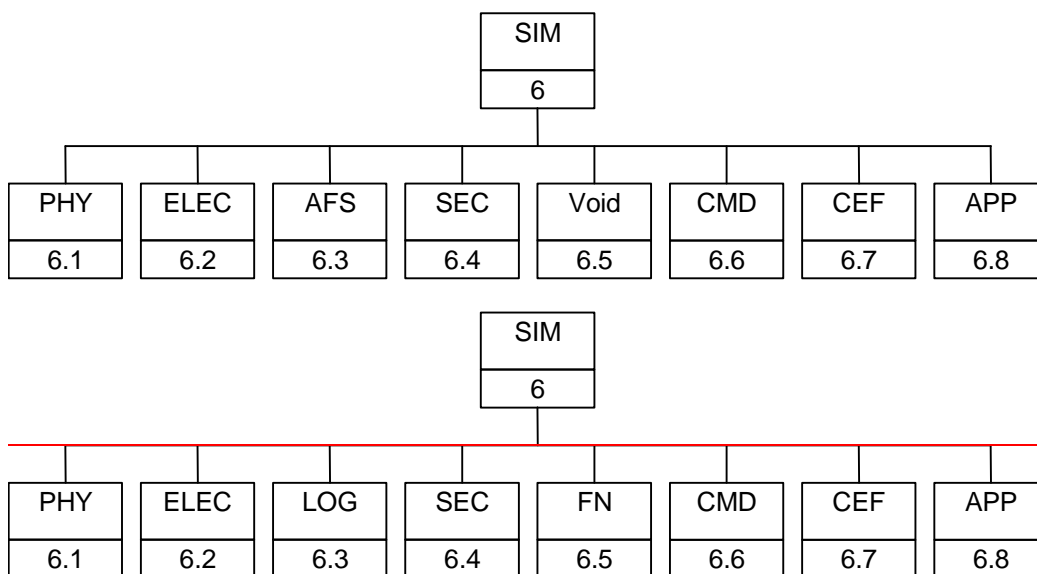 SIM
6
PHY ELEC AFS SEC Void CMD CEF APP
6.1 6.2 6.3 6.4 6.5 6.6 6.7 6.8
SIM
6
PHY ELEC LOG SEC FN CMD CEF APP
6.1 6.2 6.3 6.4 6.5 6.6 6.7 6.8